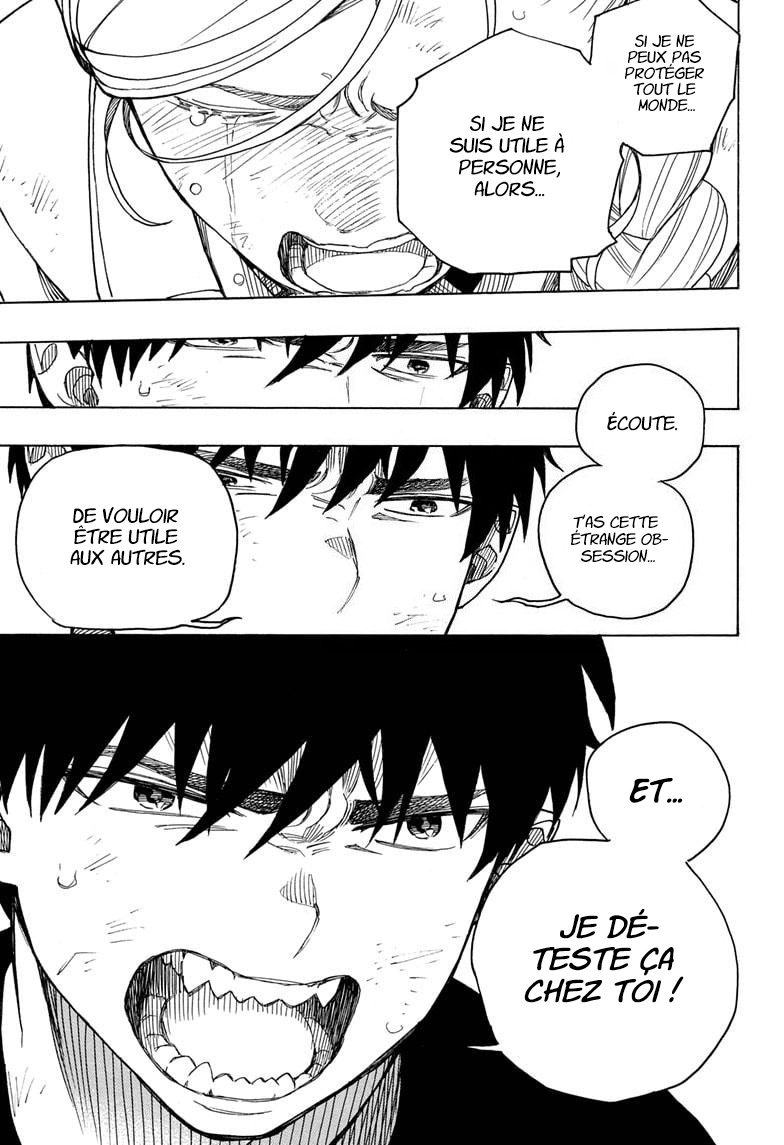 SI JE NE
PEUX PAS
PROTÉGER
TOUT LE
MONDE...
SI JE NE
SUIS UTILE À
PERSONNE,
ALORS...
ÉCOUTE.
T'AS CETTE
ÉTRANGE OB-
SESSION...
DE VOULOIR
ÊTRE UTILE
AUX AUTRES.
ET...
JE DÉ-
TESTE ÇA
CHEZ TOI !